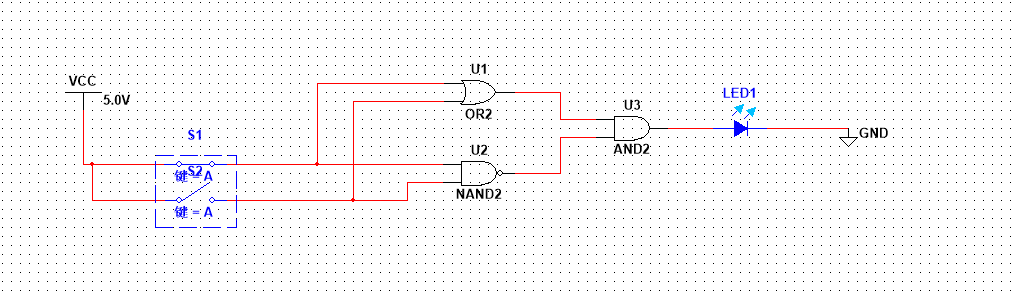 VCC
5.0V
S1
键 = A
S2
键 = A
U1
OR2
U2
NAND2
U3
AND2
LED1
GND